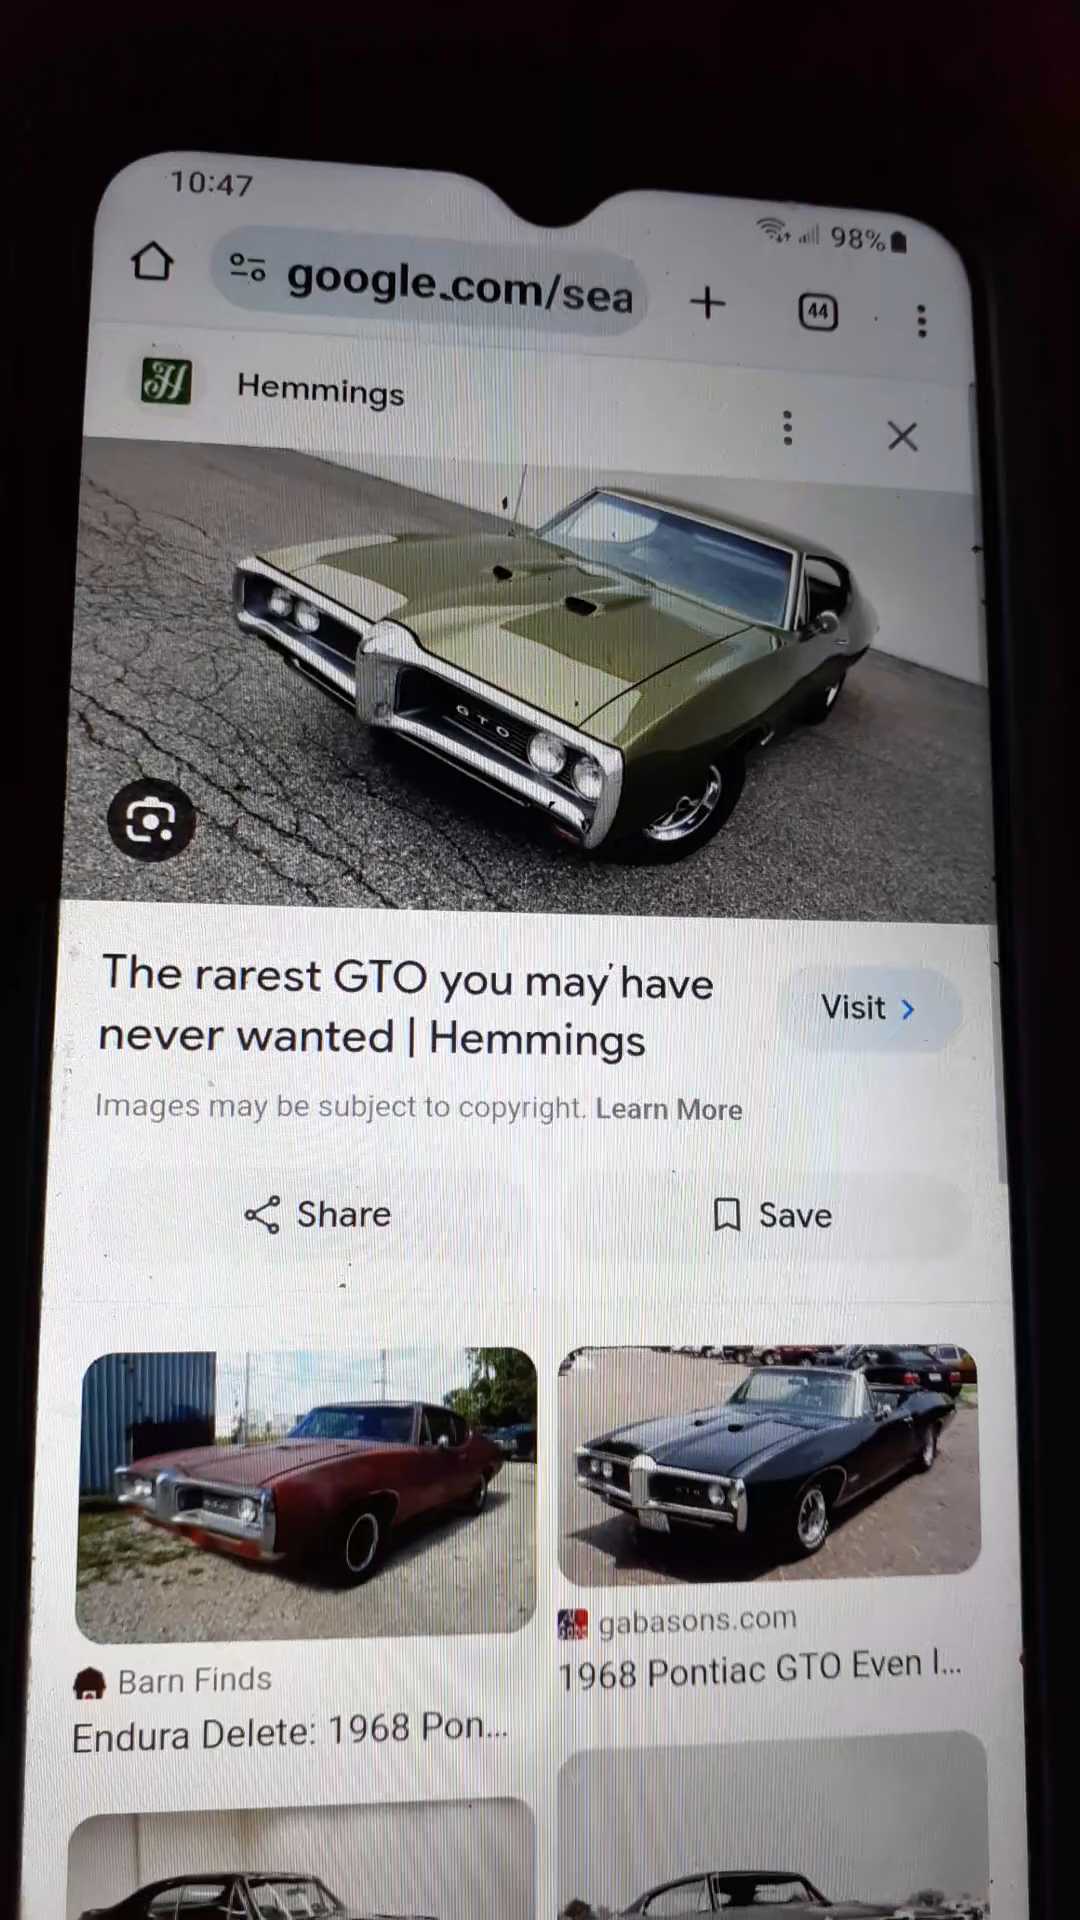 10:47
98%
google.com/sea
44
H
Hemmings
GTO
The rarest GTO you may have
never wanted | Hemmings
Visit
Images may be subject to copyright. Learn More
Share
Save
GTO
Barn Finds
Endura Delete: 1968 Pon...
gabasons.com
1968 Pontiac GTO Even I...